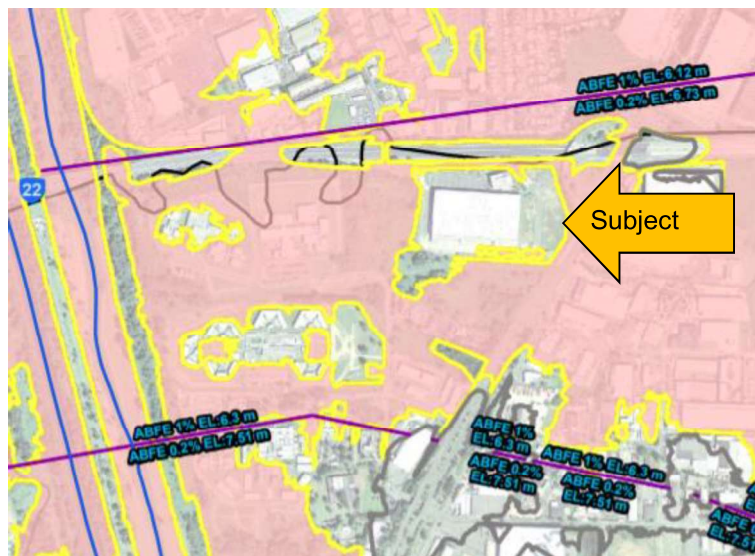 ABFE 1% EL:6.12 m
ABFE 0.2% EL:6.73 m
22
Subject
ABFE 1% EL:6.3 m
ABFE 0.2% EL:7.51 m
ABFE 1%
EL:6.3 m
ABFE 0.2%
EL:7.51 m
ABFE 1% EL:6.3 m
ABFE 0.2%
EL:7.51 m
ABFE